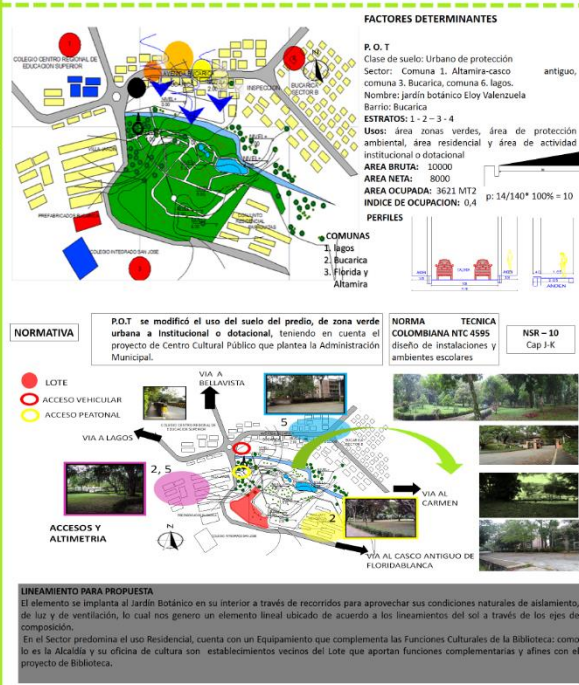 FACTORES DETERMINANTES
P. O. T
Clase de suelo: Urbano de protección
Sector: Comuna 1. Altamira-casco antiguo,
comuna 3. Bucarica, comuna 6. lagos.
Nombre: jardín botánico Eloy Valenzuela
Barrio: Bucarica
ESTRATOS: 1 - 2 – 3 - 4
Usos: área zonas verdes, área de protección
ambiental, área residencial y área de actividad
institucional o dotacional
AREA BRUTA: 10000
AREA NETA: 8000
AREA OCUPADA: 3621 MT2
INDICE DE OCUPACION: 0,4
p: 14/140* 100% = 10
PERFILES
COLEGIO CENTRO REGIONAL DE
EDUCACION SUPERIOR
INSPECCION
BUCARICA
SECTOR B
COLEGIO INTEGRADO SAN JOSE
COMUNAS
1. lagos
2. Bucarica
3. Florida y
Altamira
NORMATIVA
P.O.T se modificó el uso del suelo del predio, de zona verde
urbana a Institucional o dotacional, teniendo en cuenta el
proyecto de Centro Cultural Público que plantea la Administración
Municipal.
NORMA TECNICA
COLOMBIANA NTC 4595
diseño de instalaciones y
ambientes escolares
NSR – 10
Cap J-K
LOTE
ACCESO VEHICULAR
ACCESO PEATONAL
VIA A
BELLAVISTA
VIA A LAGOS
5
2, 5
2
VIA AL
CARMEN
ACCESOS Y
ALTIMETRIA
N
VIA AL CASCO ANTIGUO DE
FLORIDABLANCA
LINEAMIENTO PARA PROPUESTA
El elemento se implanta al Jardín Botánico en su interior a través de recorridos para aprovechar sus condiciones naturales de aislamiento,
de luz y de ventilación, lo cual nos genero un elemento lineal ubicado de acuerdo a los lineamientos del sol a través de los ejes de
composición.
En el Sector predomina el uso Residencial, cuenta con un Equipamiento que complementa las Funciones Culturales de la Biblioteca: como
lo es la Alcaldía y su oficina de cultura son establecimientos vecinos del Lote que aportan funciones complementarias y afines con el
proyecto de Biblioteca.